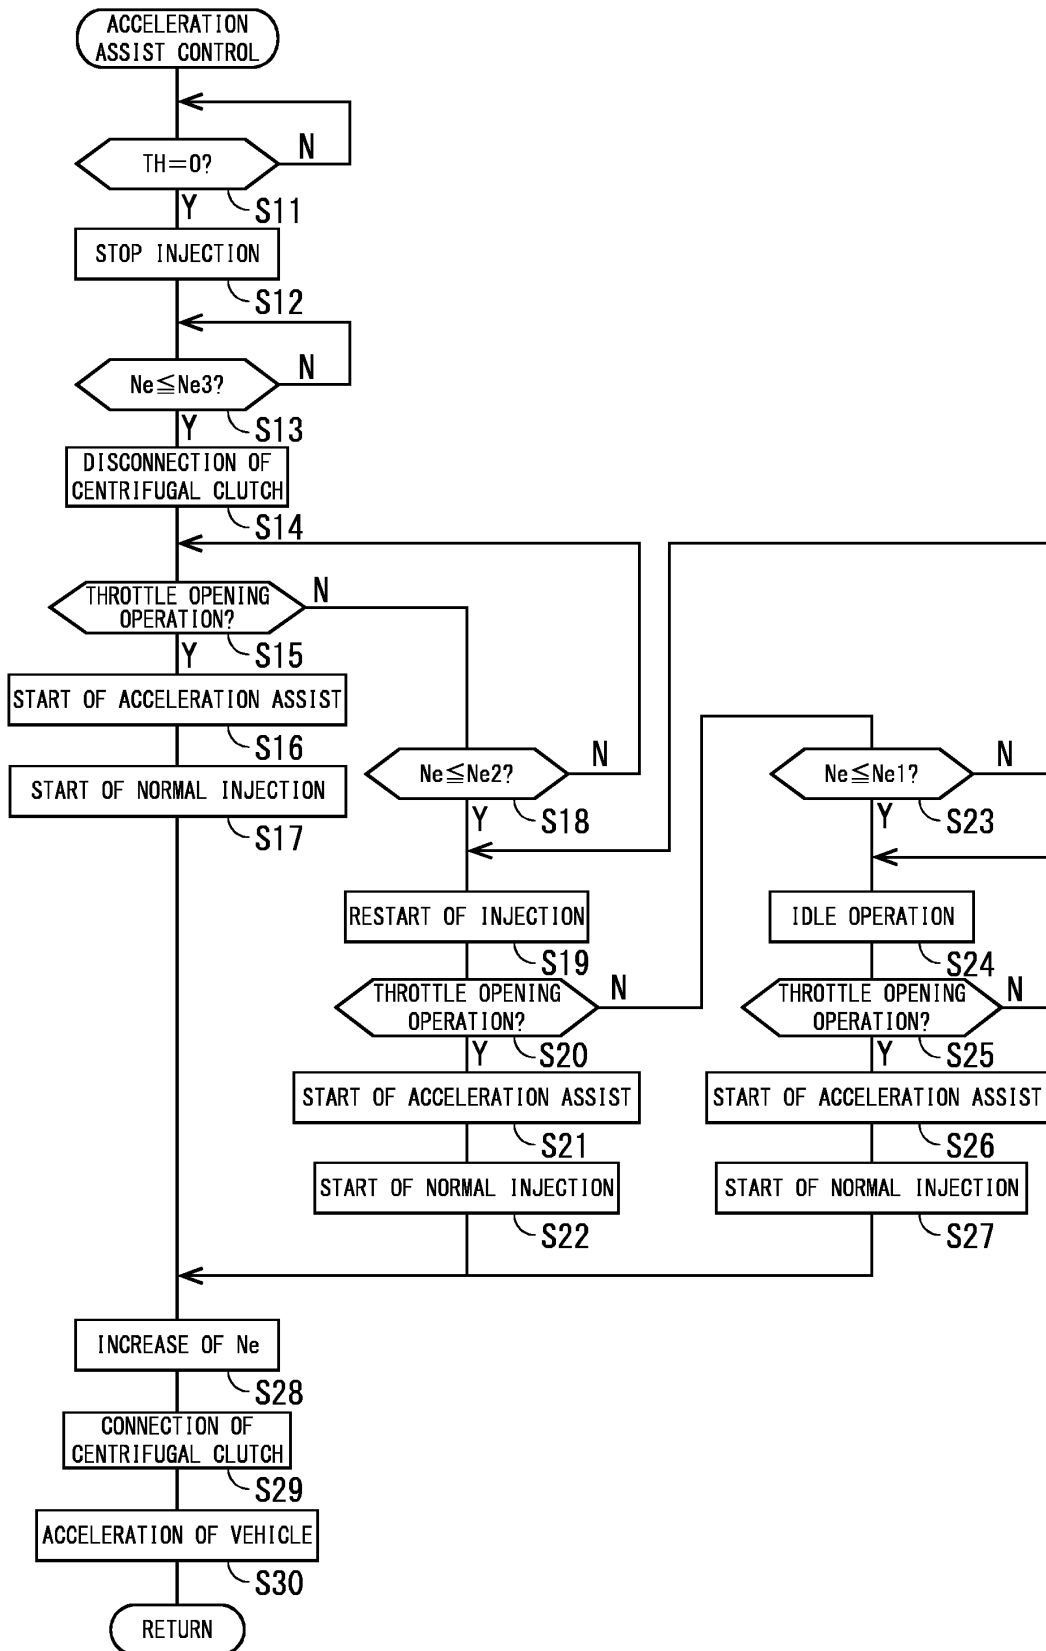 ACCELERATION
ASSIST CONTROL
TH=0?
N
Y
S11
STOP INJECTION
S12
Ne≦Ne3?
N
Y
S13
DISCONNECTION OF
CENTRIFUGAL CLUTCH
S14
THROTTLE OPENING
OPERATION?
N
Y
S15
START OF ACCELERATION ASSIST
S16
START OF NORMAL INJECTION
S17
Ne≦Ne2?
N
Y
S18
RESTART OF INJECTION
S19
THROTTLE OPENING
OPERATION?
N
Y
S20
START OF ACCELERATION ASSIST
S21
START OF NORMAL INJECTION
S22
Ne≦Ne1?
N
Y
S23
IDLE OPERATION
S24
THROTTLE OPENING
OPERATION?
N
Y
S25
START OF ACCELERATION ASSIST
S26
START OF NORMAL INJECTION
S27
INCREASE OF Ne
S28
CONNECTION OF
CENTRIFUGAL CLUTCH
S29
ACCELERATION OF VEHICLE
S30
RETURN